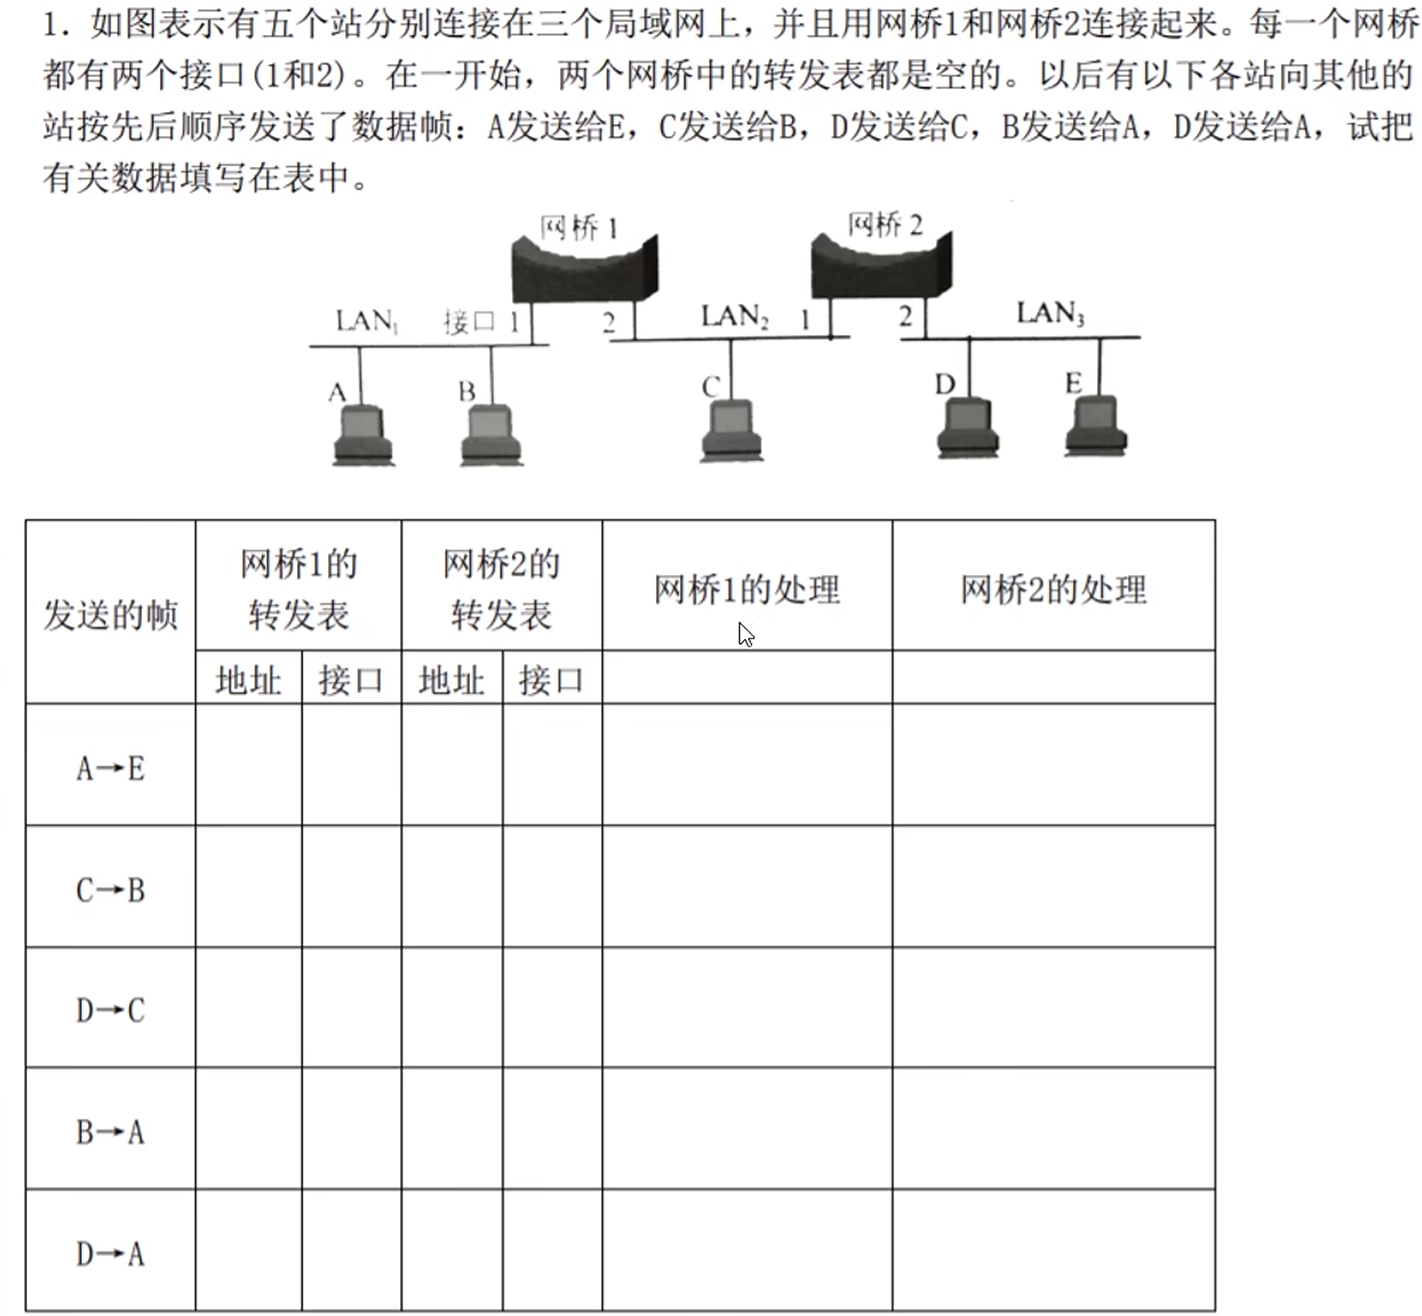 1. 如图表示有五个站分别连接在三个局域网上，并且用网桥1和网桥2连接起来。每一个网桥
都有两个接口(1和2)。在一开始，两个网桥中的转发表都是空的。以后有以下各站向其他的
站按先后顺序发送了数据帧：A发送给E，C发送给B，D发送给C，B发送给A，D发送给A，试把
有关数据填写在表中。
网桥 1 网桥 2
LAN₁ 接口 1 2 LAN₂ 1 2 LAN₃
A B C D E
发送的帧 网桥1的转发表 网桥2的转发表 网桥1的处理 网桥2的处理
地址 接口 地址 接口
A→E
C→B
D→C
B→A
D→A